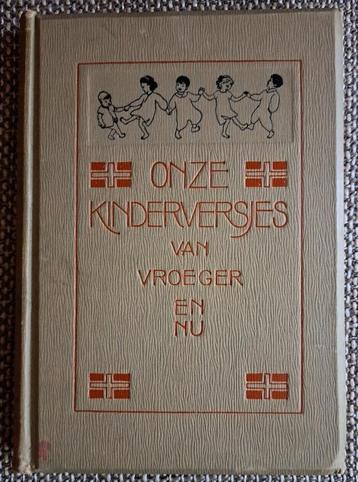 ONZE
KINDERVERSJES
VAN
VROEGER
EN
NU